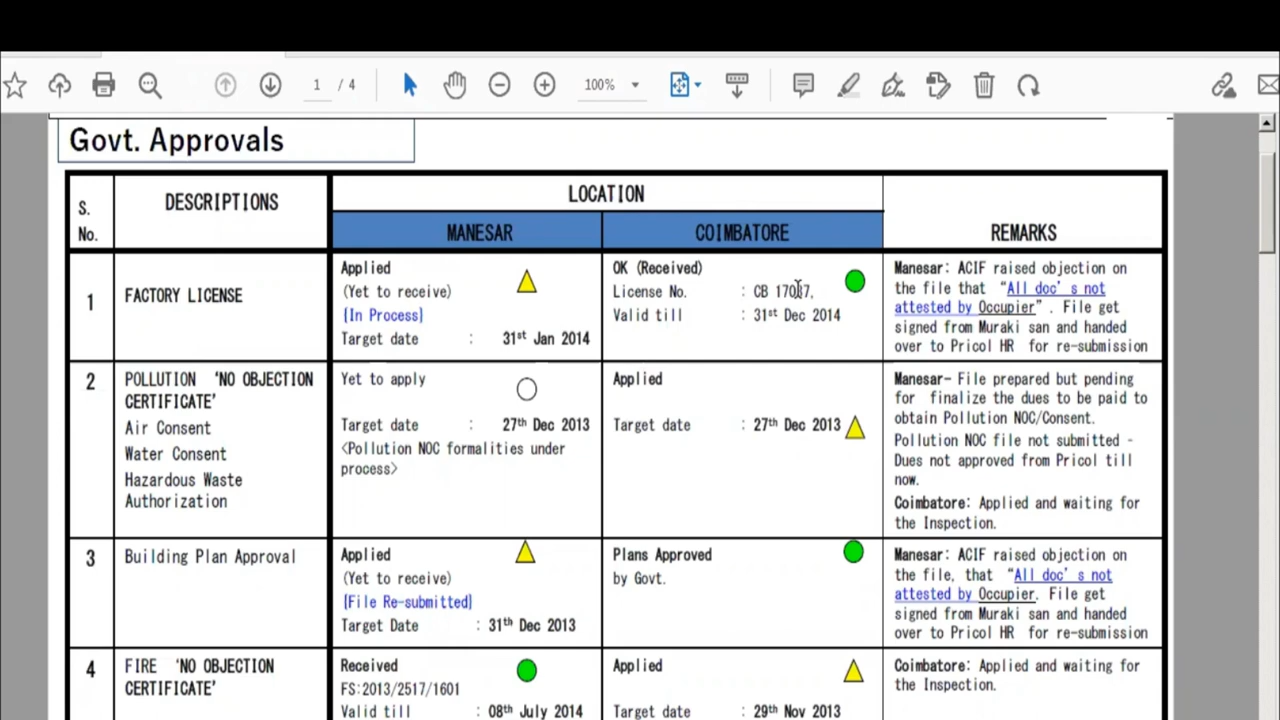 1 / 4
100%
Govt. Approvals
S. No.
DESCRIPTIONS
LOCATION
MANESAR
COIMBATORE
REMARKS
1
FACTORY LICENSE
Applied
(Yet to receive)
[In Process]
Target date : 31st Jan 2014
OK (Received)
License No. : CB
Valid till : 31st Dec 2014
Manesar: ACIF raised objection on
the file that “All doc’s not
attested by Occupier”. File get
signed from Muraki san and handed
over to Pricol HR for re-submission
2
POLLUTION ‘NO OBJECTION
CERTIFICATE’
Air Consent
Water Consent
Hazardous Waste
Authorization
Yet to apply
Target date : 27th Dec 2013
<Pollution NOC formalities under
process>
Applied
Target date : 27th Dec 2013
Manesar- File prepared but pending
for finalize the dues to be paid to
obtain Pollution NOC/Consent.
Pollution NOC file not submitted -
Dues not approved from Pricol till
now.
Coimbatore: Applied and waiting for
the Inspection.
3
Building Plan Approval
Applied
(Yet to receive)
[File Re-submitted]
Target Date : 31th Dec 2013
Plans Approved
by Govt.
Manesar: ACIF raised objection on
the file, that “All doc’s not
attested by Occupier. File get
signed from Muraki san and handed
over to Pricol HR for re-submission
4
FIRE ‘NO OBJECTION
CERTIFICATE’
Received
FS:2013/2517/1601
Valid till : 08th July 2014
Applied
Target date : 29th Nov 2013
Coimbatore: Applied and waiting for
the Inspection.